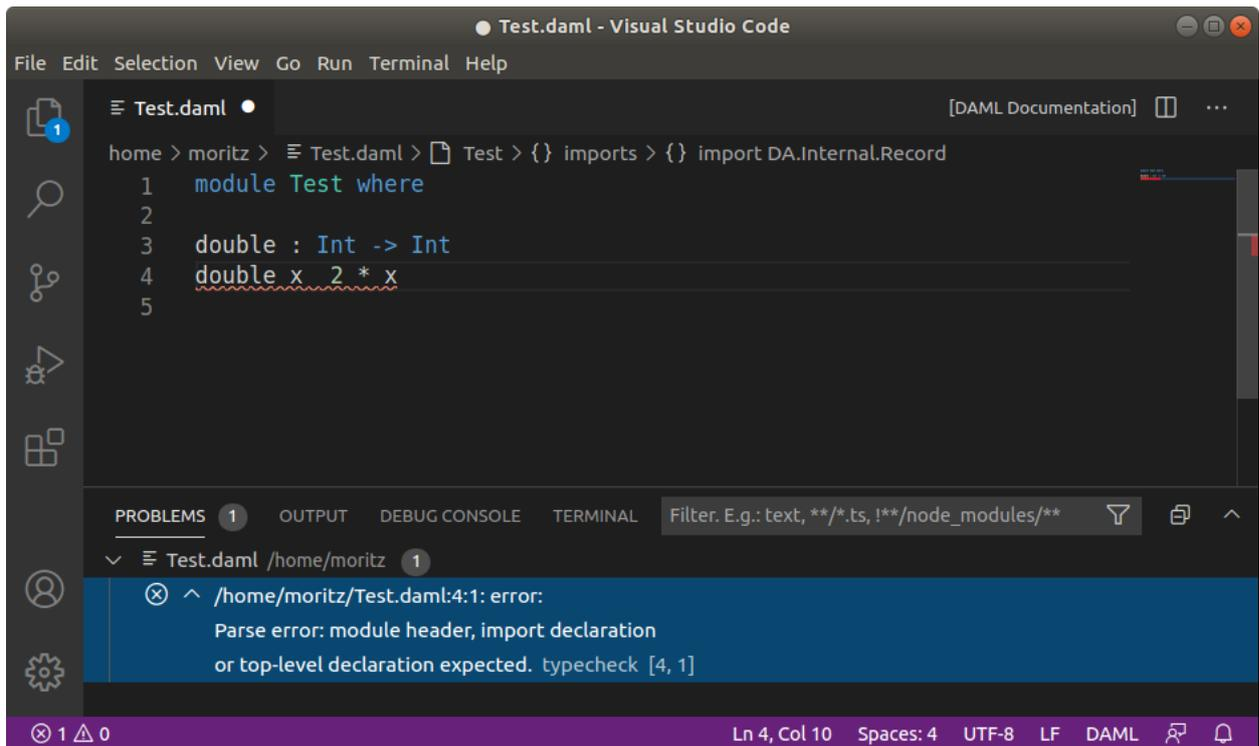 ● Test.daml - Visual Studio Code
File Edit Selection View Go Run Terminal Help
1
Test.daml ●
[DAML Documentation] ...
home > moritz > Test.daml > Test > {} imports > {} import DA.Internal.Record
1 module Test where
2
3 double : Int -> Int
4 double x  2 * x
5
PROBLEMS 1 OUTPUT DEBUG CONSOLE TERMINAL Filter. E.g.: text, **/*.ts, !**/node_modules/**
Test.daml /home/moritz 1
/home/moritz/Test.daml:4:1: error:
Parse error: module header, import declaration
or top-level declaration expected. typecheck [4, 1]
1 0 Ln 4, Col 10 Spaces: 4 UTF-8 LF DAML